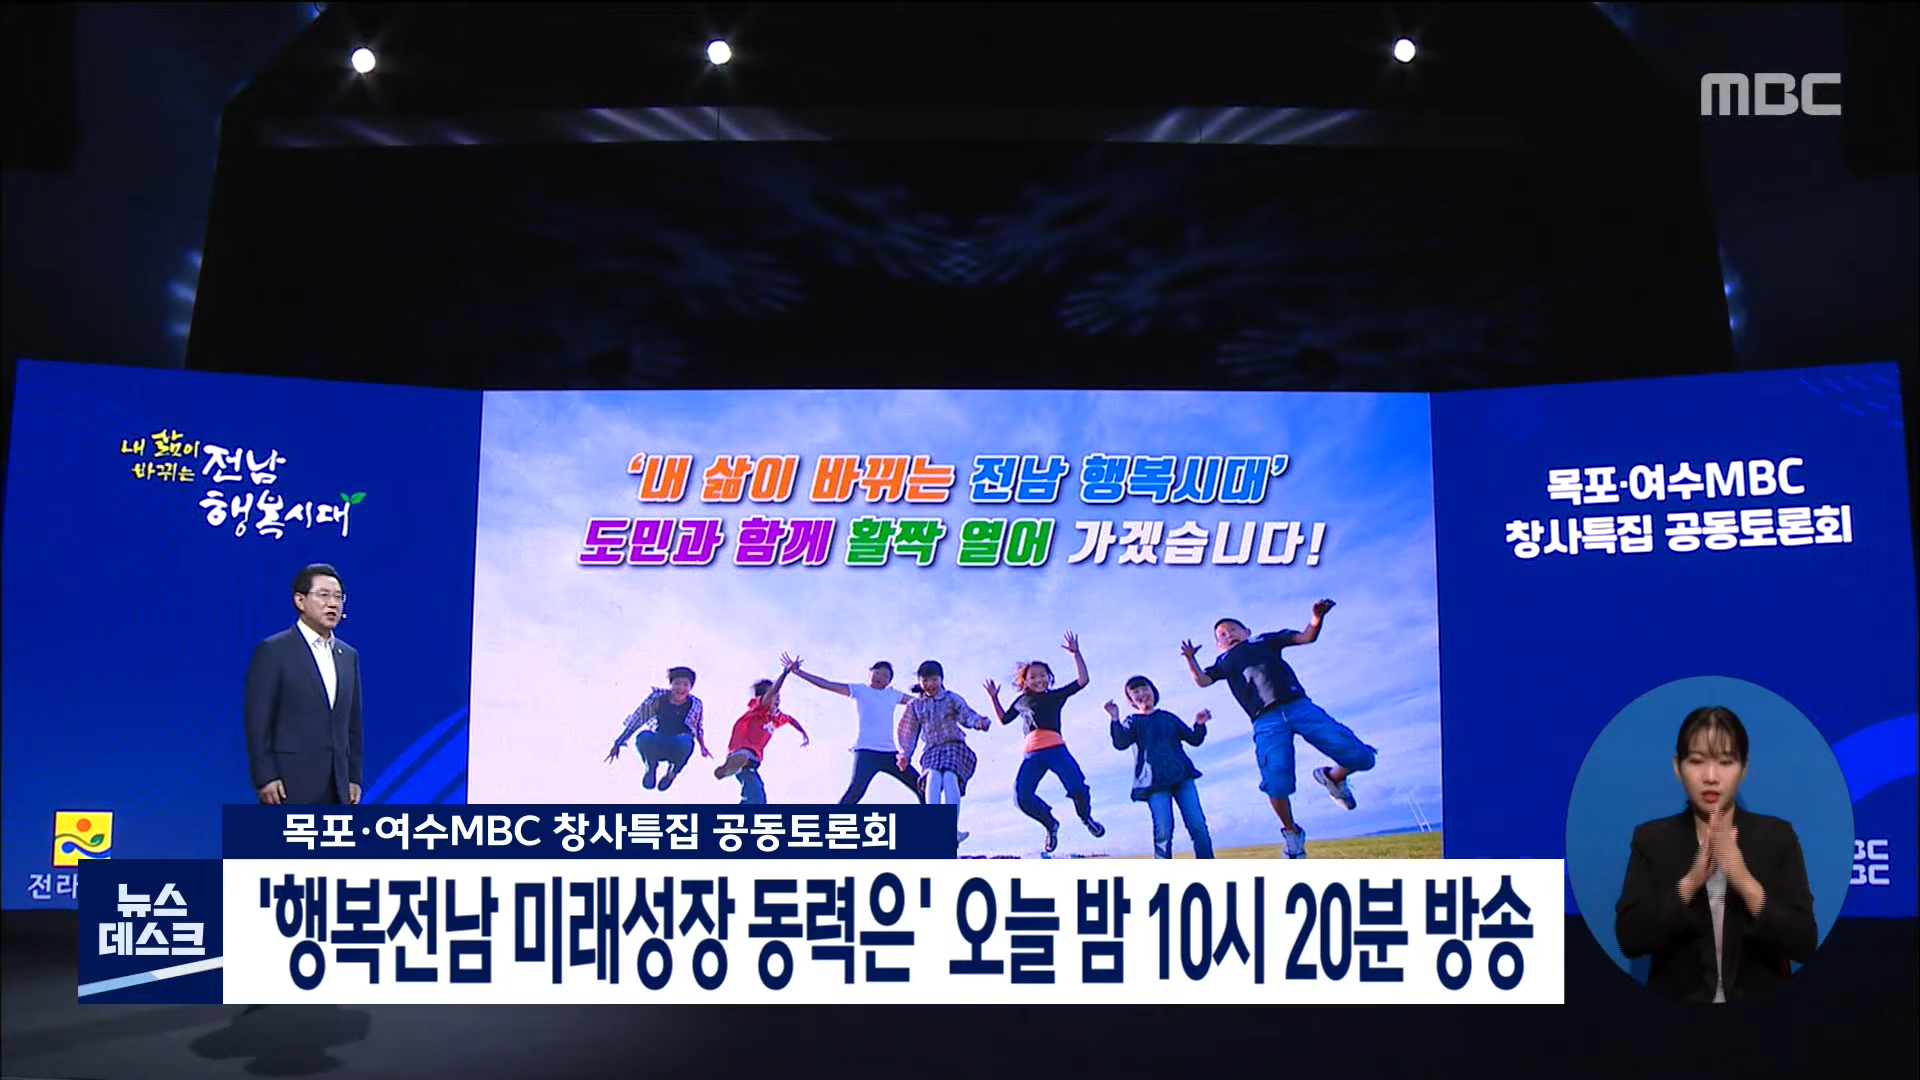 MBC
내 삶이
바뀌는 전남
행복시대
'내 삶이 바뀌는 전남 행복시대'
도민과 함께 활짝 열어 가겠습니다!
목포·여수MBC
창사특집 공동토론회
목포·여수MBC 창사특집 공동토론회
전라
뉴스
데스크
'행복전남 미래성장 동력은' 오늘 밤 10시 20분 방송